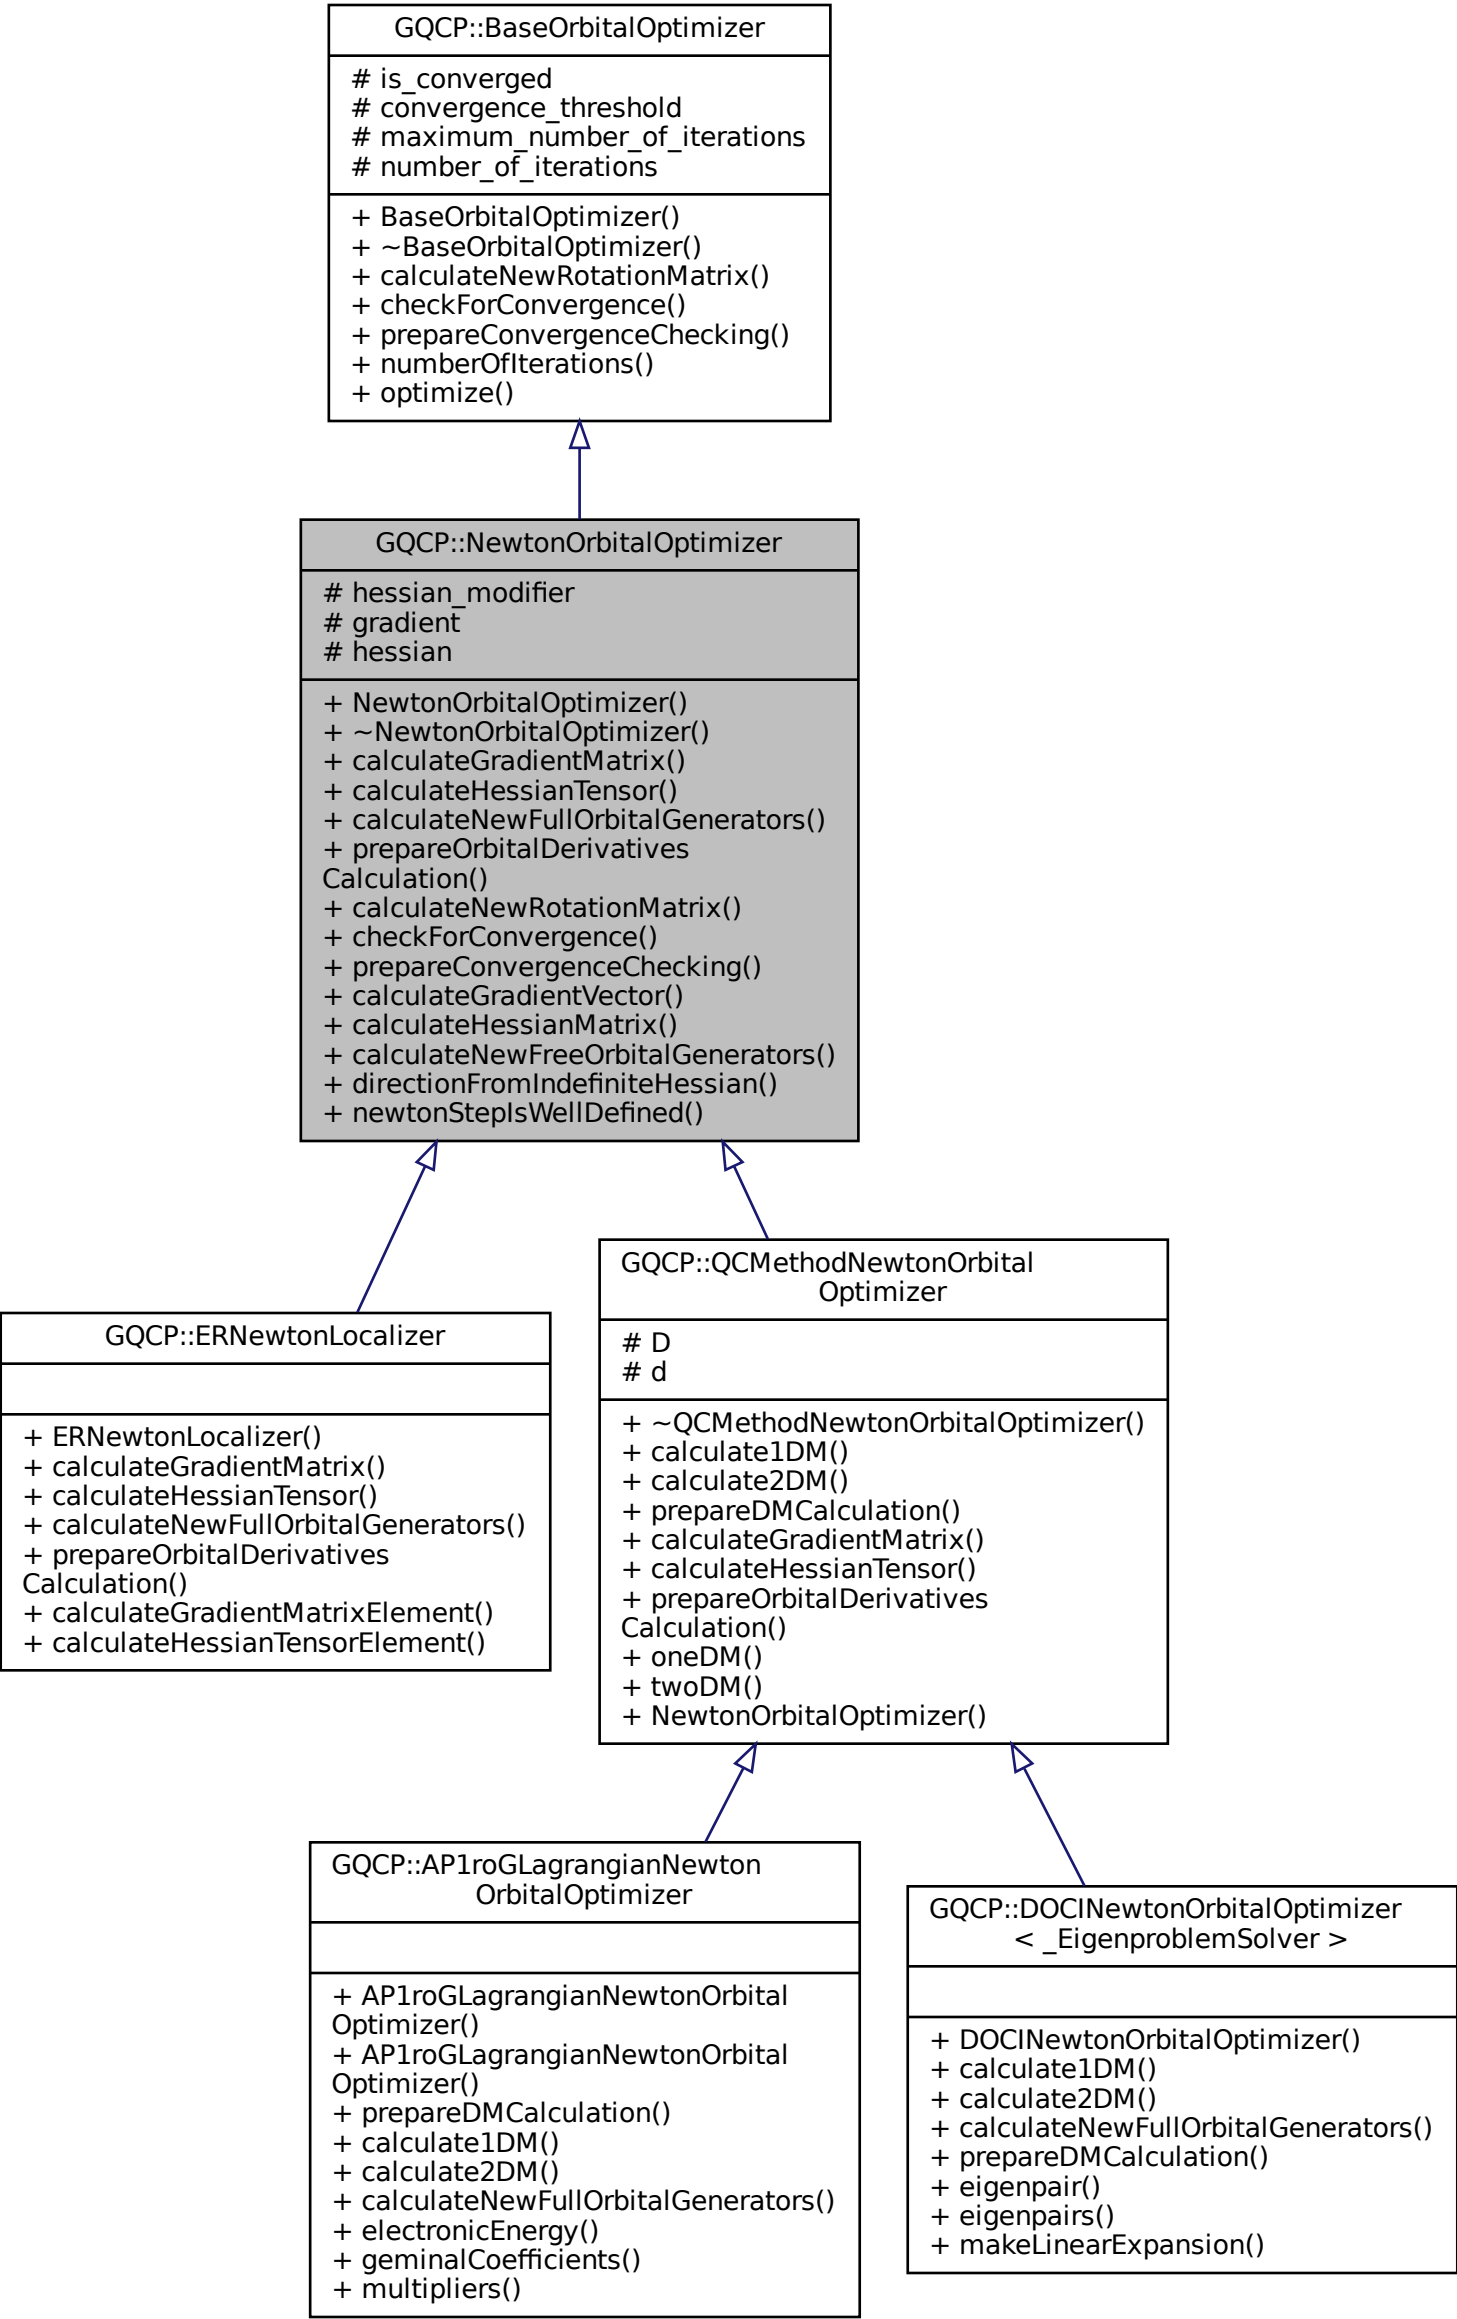 GQCP::BaseOrbitalOptimizer
# is_converged
# convergence_threshold
# maximum_number_of_iterations
# number_of_iterations
+ BaseOrbitalOptimizer()
+ ~BaseOrbitalOptimizer()
+ calculateNewRotationMatrix()
+ checkForConvergence()
+ prepareConvergenceChecking()
+ numberOfIterations()
+ optimize()
GQCP::NewtonOrbitalOptimizer
# hessian_modifier
# gradient
# hessian
+ NewtonOrbitalOptimizer()
+ ~NewtonOrbitalOptimizer()
+ calculateGradientMatrix()
+ calculateHessianTensor()
+ calculateNewFullOrbitalGenerators()
+ prepareOrbitalDerivatives
Calculation()
+ calculateNewRotationMatrix()
+ checkForConvergence()
+ prepareConvergenceChecking()
+ calculateGradientVector()
+ calculateHessianMatrix()
+ calculateNewFreeOrbitalGenerators()
+ directionFromIndefiniteHessian()
+ newtonStepIsWellDefined()
GQCP::ERNewtonLocalizer
+ ERNewtonLocalizer()
+ calculateGradientMatrix()
+ calculateHessianTensor()
+ calculateNewFullOrbitalGenerators()
+ prepareOrbitalDerivatives
Calculation()
+ calculateGradientMatrixElement()
+ calculateHessianTensorElement()
GQCP::QCMethodNewtonOrbital
Optimizer
# D
# d
+ ~QCMethodNewtonOrbitalOptimizer()
+ calculate1DM()
+ calculate2DM()
+ prepareDMCalculation()
+ calculateGradientMatrix()
+ calculateHessianTensor()
+ prepareOrbitalDerivatives
Calculation()
+ oneDM()
+ twoDM()
+ NewtonOrbitalOptimizer()
GQCP::AP1roGLagrangianNewton
OrbitalOptimizer
+ AP1roGLagrangianNewtonOrbital
Optimizer()
+ AP1roGLagrangianNewtonOrbital
Optimizer()
+ prepareDMCalculation()
+ calculate1DM()
+ calculate2DM()
+ calculateNewFullOrbitalGenerators()
+ electronicEnergy()
+ geminalCoefficients()
+ multipliers()
GQCP::DOCINewtonOrbitalOptimizer
< _EigenproblemSolver >
+ DOCINewtonOrbitalOptimizer()
+ calculate1DM()
+ calculate2DM()
+ calculateNewFullOrbitalGenerators()
+ prepareDMCalculation()
+ eigenpair()
+ eigenpairs()
+ makeLinearExpansion()